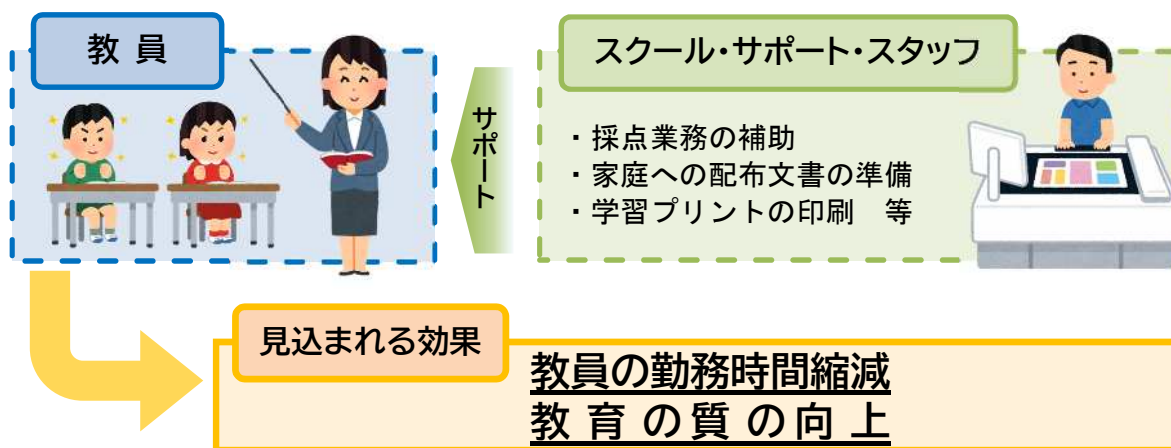 教員
スクール・サポート・スタッフ
サポート
・採点業務の補助
・家庭への配布文書の準備
・学習プリントの印刷　等
見込まれる効果
教員の勤務時間縮減
教育の質の向上